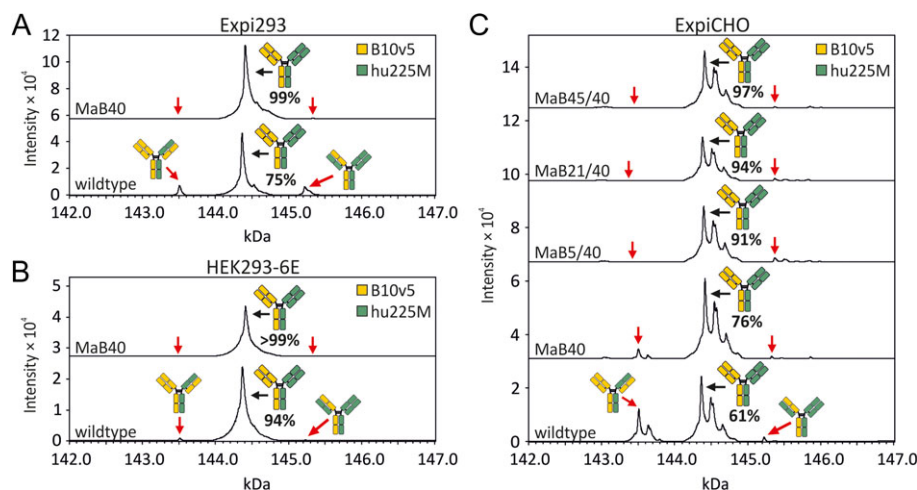 A
Expi293
Intensity × 10⁴
12
10
8
6
4
2
0
B10v5
hu225M
99%
MaB40
75%
wildtype
142.0 143.0 144.0 145.0 146.0 147.0
kDa
B
HEK293-6E
Intensity × 10⁴
5
4
3
2
1
0
B10v5
hu225M
>99%
MaB40
94%
wildtype
142.0 143.0 144.0 145.0 146.0 147.0
kDa
C
ExpiCHO
Intensity × 10⁴
Intensity × 10⁴
14
12
12
10
10
8
6
4
2
0
B10v5
hu225M
97%
MaB45/40
94%
MaB21/40
91%
MaB5/40
76%
MaB40
61%
wildtype
142.0 143.0 144.0 145.0 146.0 147.0
kDa